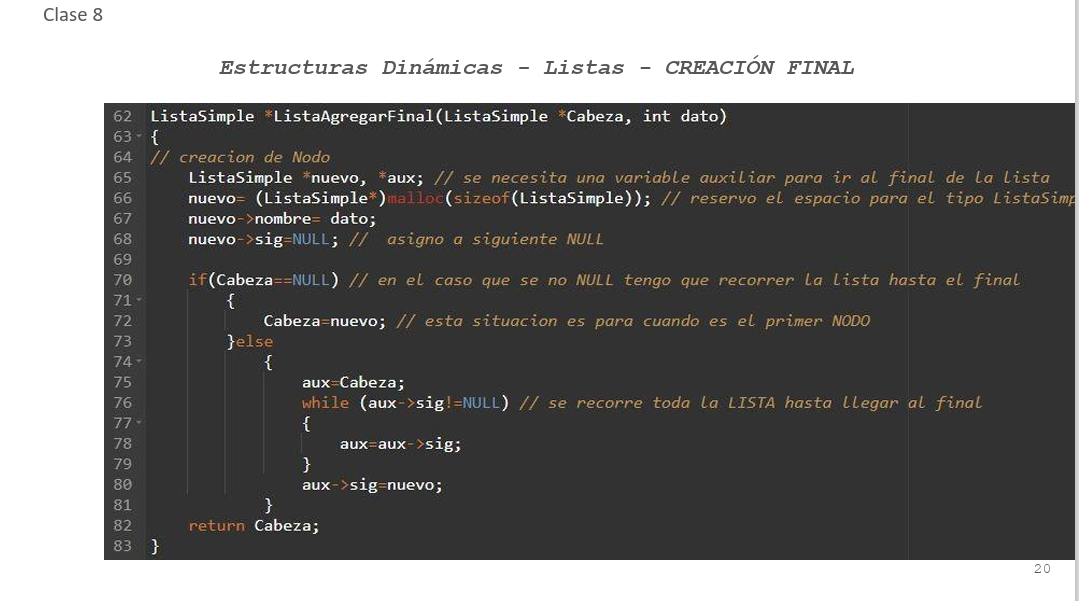 Clase 8
Estructuras Dinámicas - Listas - CREACIÓN FINAL
62 ListaSimple *ListaAgregarFinal(ListaSimple *Cabeza, int dato)
63 {
64 // creacion de Nodo
65 ListaSimple *nuevo, *aux; // se necesita una variable auxiliar para ir al final de la lista
66 nuevo= (ListaSimple*)malloc(sizeof(ListaSimple)); // reservo el espacio para el tipo ListaSimp
67 nuevo->nombre= dato;
68 nuevo->sig=NULL; //  asigno a siguiente NULL
69
70 if(Cabeza==NULL) // en el caso que se no NULL tengo que recorrer la lista hasta el final
71 {
72 Cabeza=nuevo; // esta situacion es para cuando es el primer NODO
73 }else
74 {
75 aux=Cabeza;
76 while (aux->sig!=NULL) // se recorre toda la LISTA hasta llegar al final
77 {
78 aux=aux->sig;
79 }
80 aux->sig=nuevo;
81 }
82 return Cabeza;
83 }
20